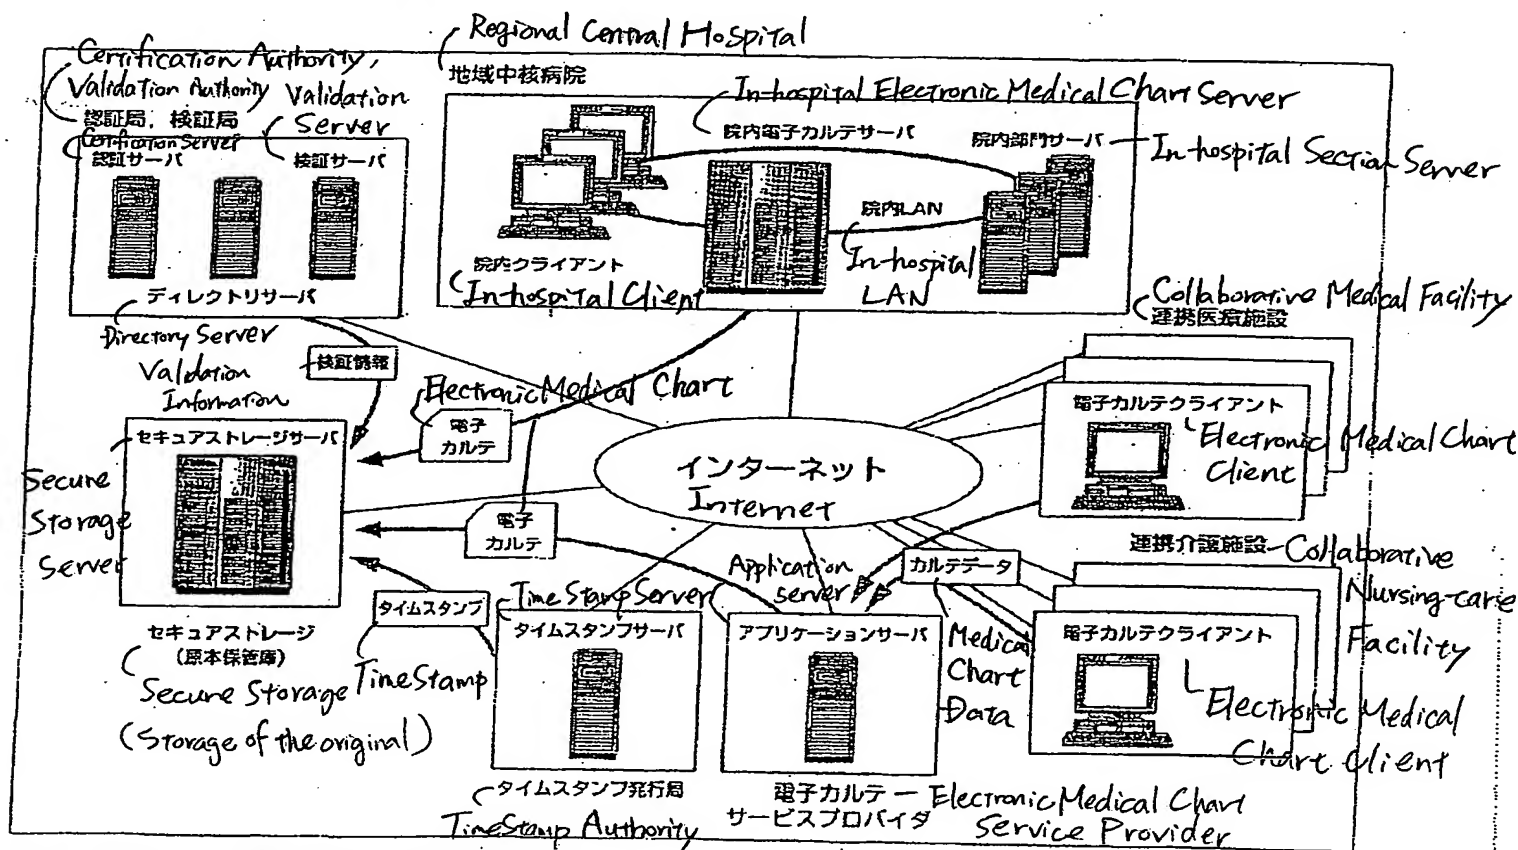 Regional Central Hospital
地域中核病院
Certification Authority,
Validation Authority
認証局, 検証局
Certification Server
認証サーバ
Validation
Server
検証サーバ
ディレクトリサーバ
Directory Server
In-hospital Electronic Medical Chart Server
院内電子カルテサーバ
院内部門サーバ
In-hospital Section Server
院内LAN
In-hospital
LAN
院内クライアント
In-hospital Client
Collaborative Medical Facility
連携医療施設
電子カルテクライアント
Electronic Medical Chart
Client
検証情報
Validation
Information
Electronic Medical Chart
電子
カルテ
セキュアストレージサーバ
Secure
Storage
Server
インターネット
Internet
電子
カルテ
連携介護施設
Collaborative
Nursing-care
Facility
カルテデータ
Application
server
タイムスタンプ
Time Stamp Server
タイムスタンプサーバ
アプリケーションサーバ
Medical
Chart
Data
電子カルテクライアント
Electronic Medical
Chart Client
セキュアストレージ
(原本保管庫)
Secure Storage
(Storage of the original)
Time Stamp
タイムスタンプ発行局
Time Stamp Authority
電子カルテ
サービスプロバイダ
Electronic Medical Chart
Service Provider